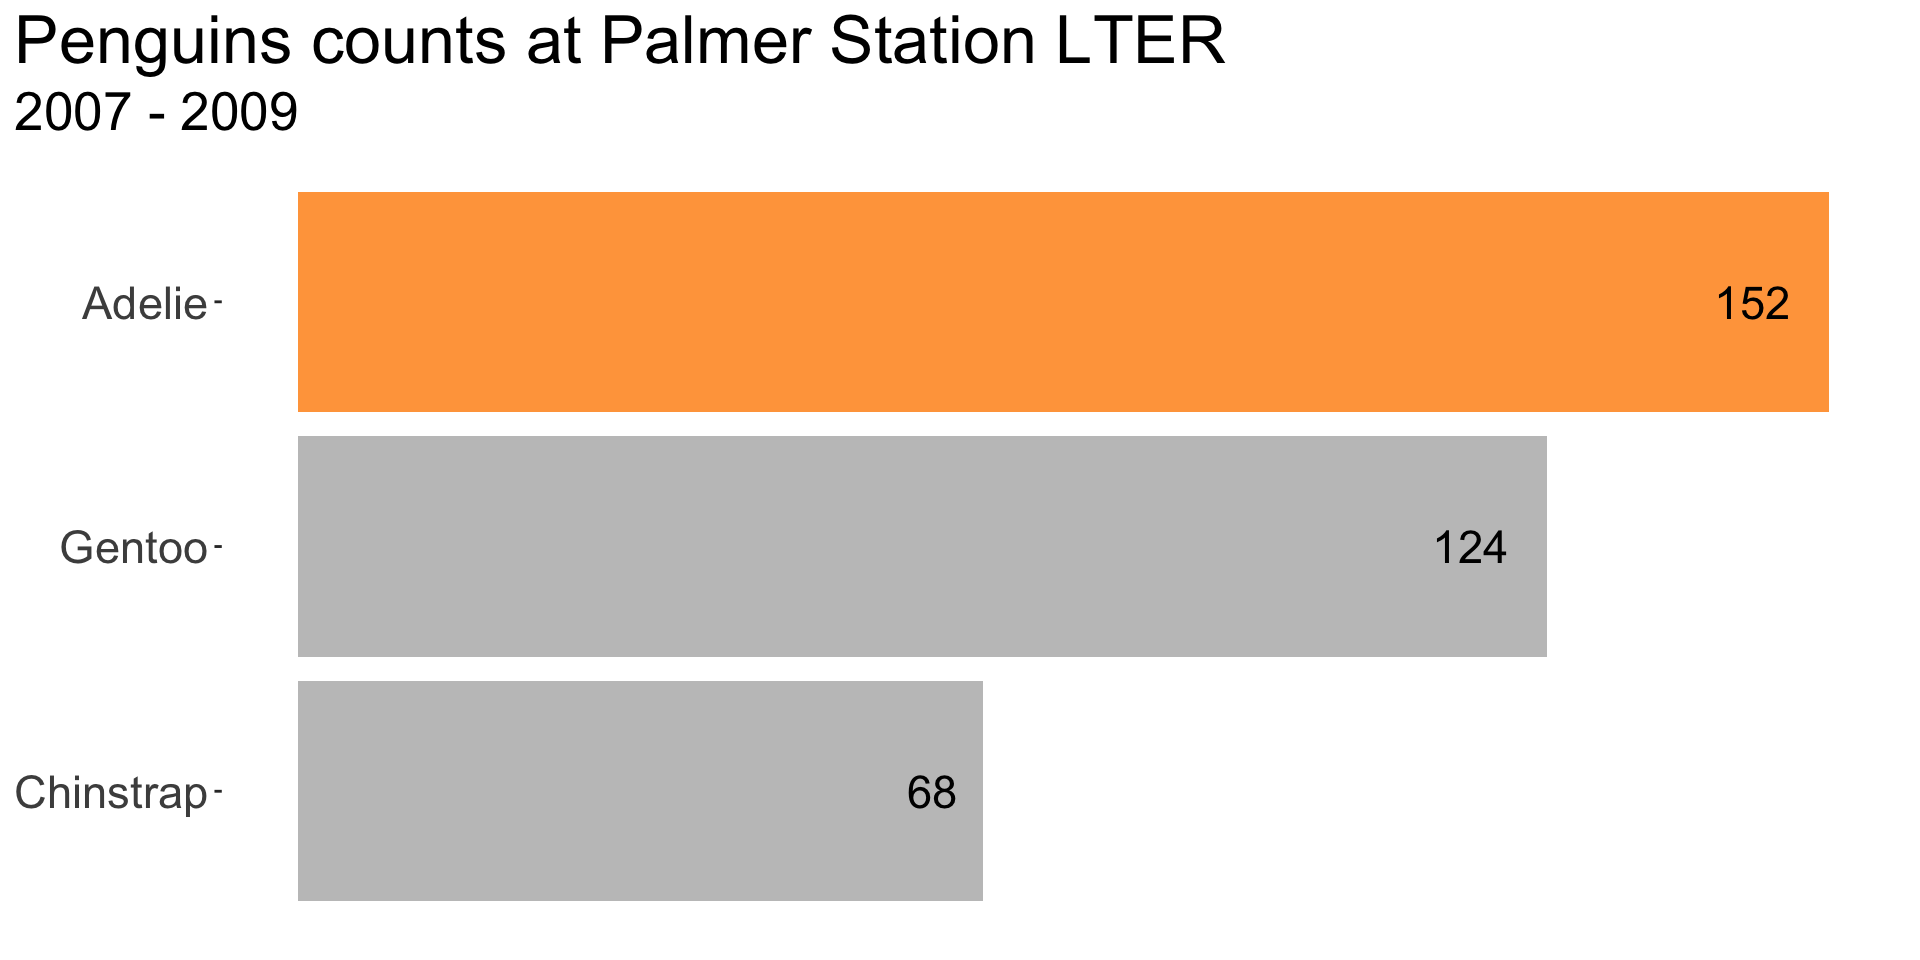 Penguins counts at Palmer Station LTER
2007 - 2009
Adelie
152
Gentoo
124
Chinstrap
68